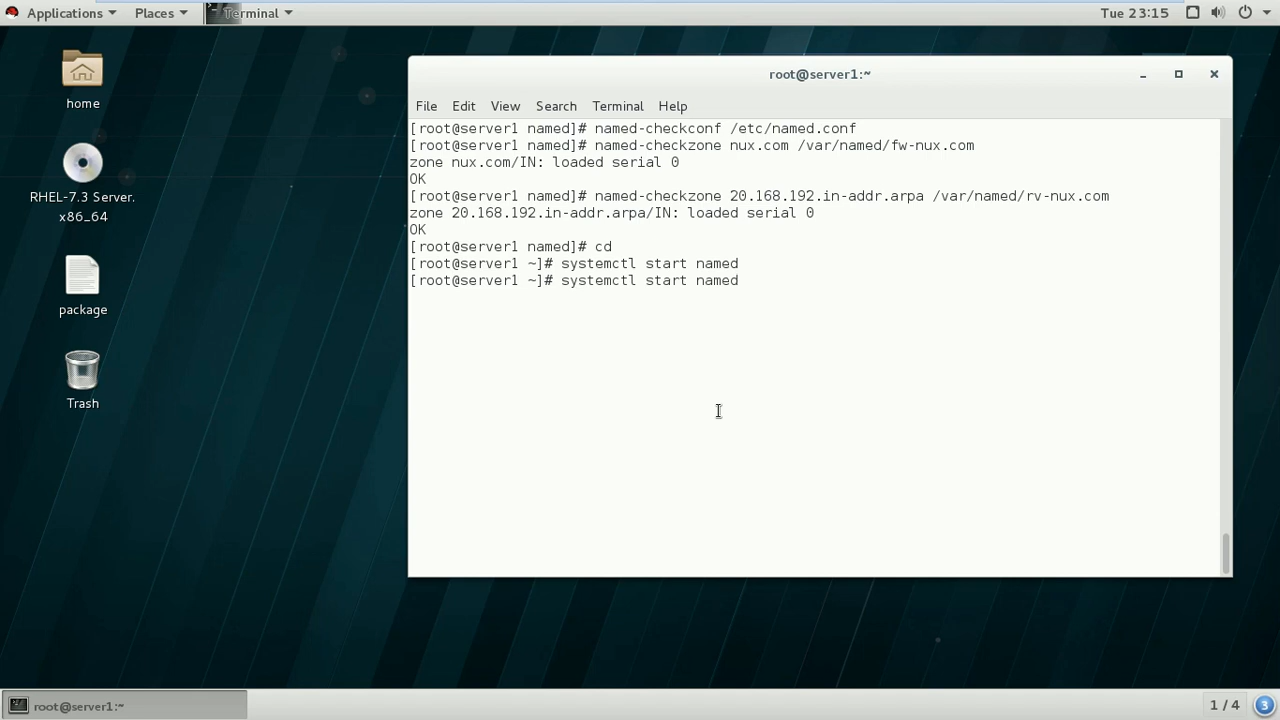 Applications Places Terminal Tue 23:15
home
RHEL-7.3 Server.
x86_64
package
Trash
root@server1:~
File Edit View Search Terminal Help
[root@server1 named]# named-checkconf /etc/named.conf
[root@server1 named]# named-checkzone nux.com /var/named/fw-nux.com
zone nux.com/IN: loaded serial 0
OK
[root@server1 named]# named-checkzone 20.168.192.in-addr.arpa /var/named/rv-nux.com
zone 20.168.192.in-addr.arpa/IN: loaded serial 0
OK
[root@server1 named]# cd
[root@server1 ~]# systemctl start named
[root@server1 ~]# systemctl start named
root@server1:~ 1 / 4 3